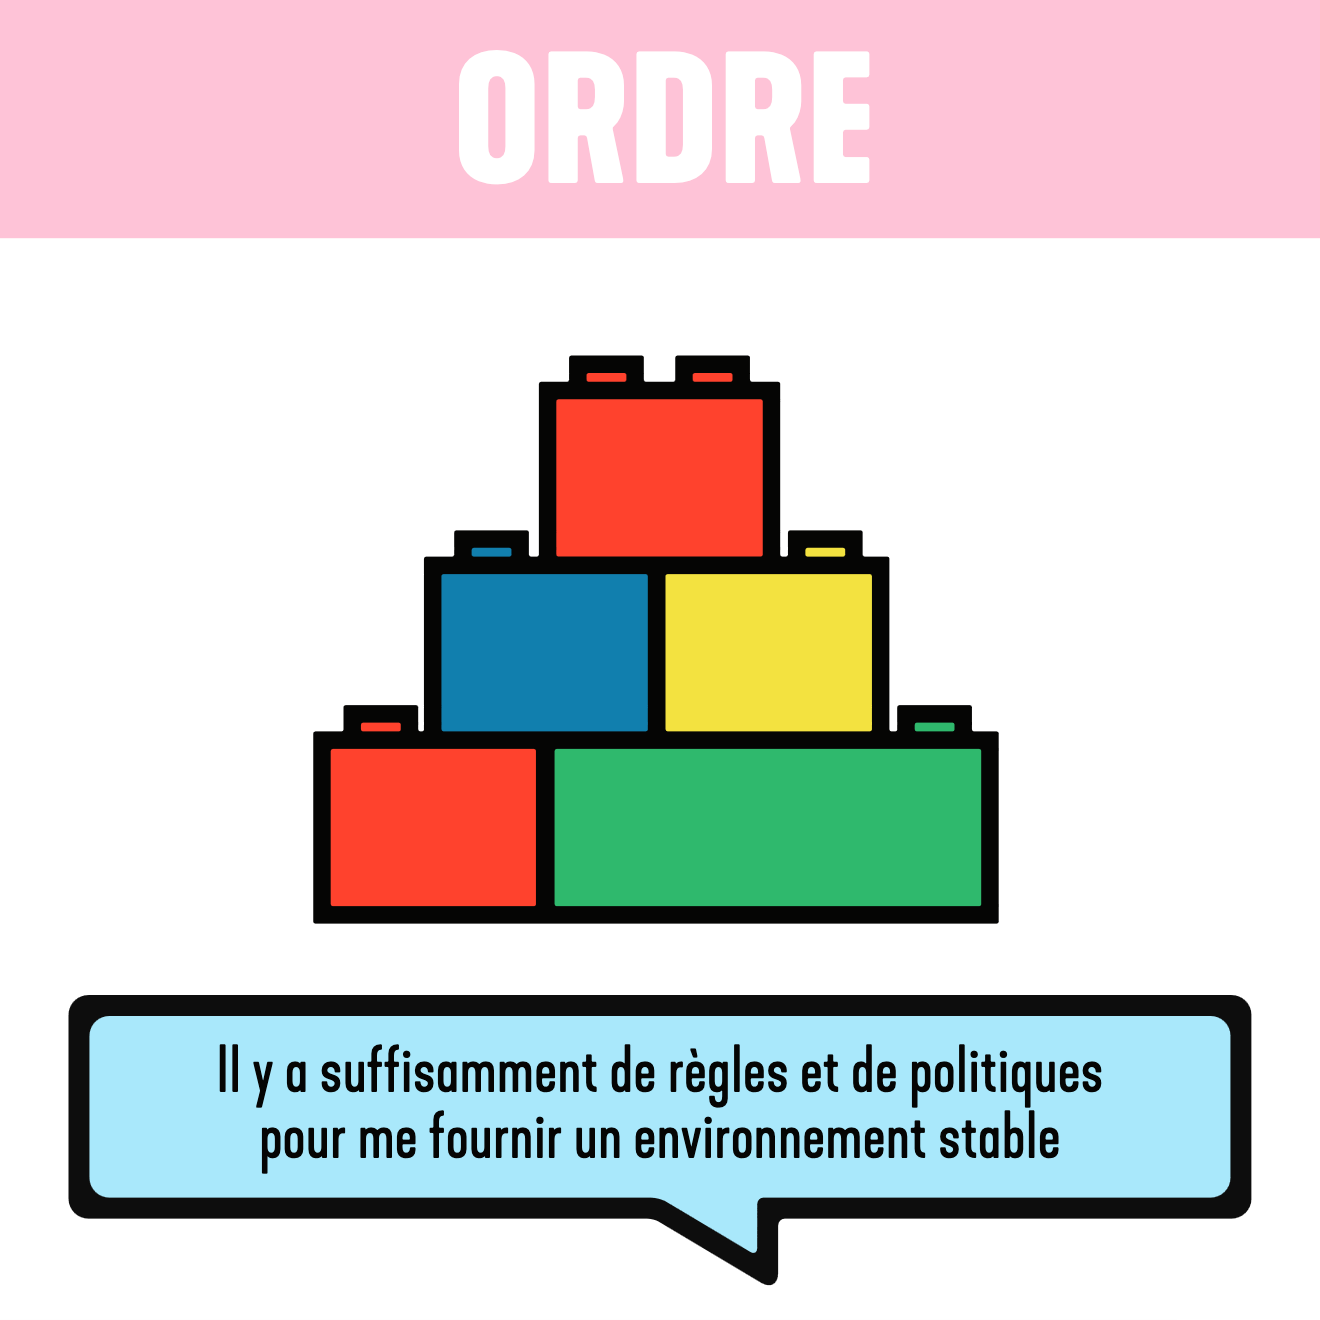 ORDRE
Il y a suffisamment de règles et de politiques
pour me fournir un environnement stable